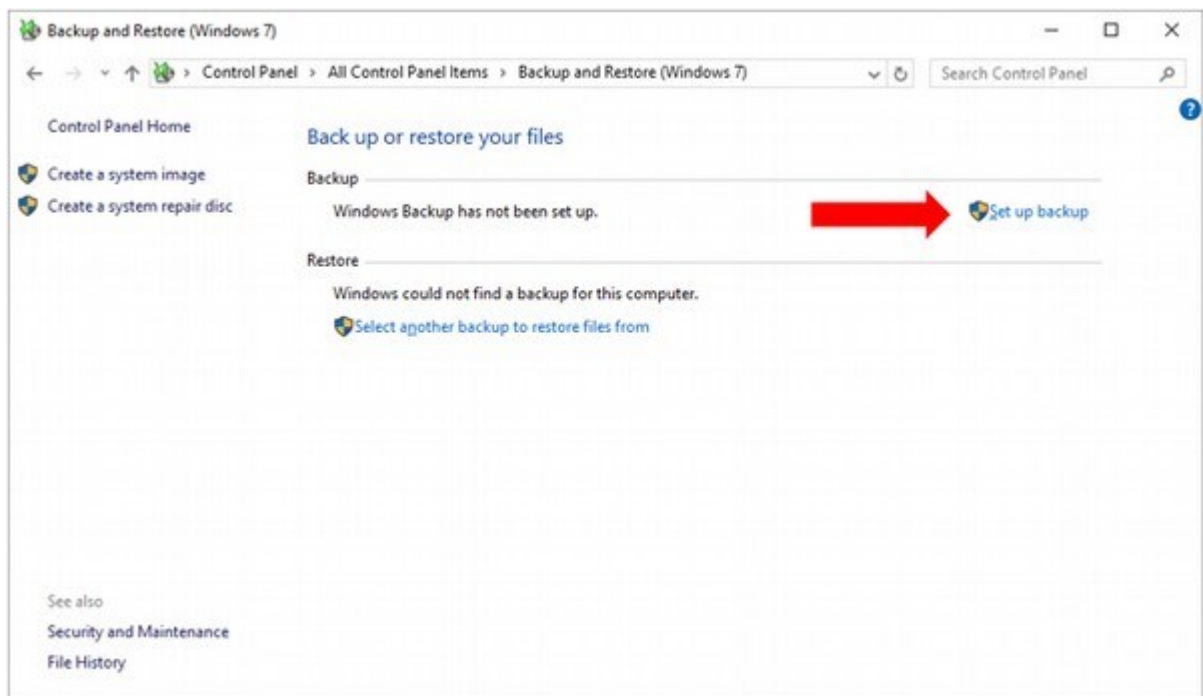 Backup and Restore (Windows 7)
Control Panel > All Control Panel Items > Backup and Restore (Windows 7)
Search Control Panel
?
Control Panel Home
Create a system image
Create a system repair disc
Back up or restore your files
Backup
Windows Backup has not been set up.
Set up backup
Restore
Windows could not find a backup for this computer.
Select another backup to restore files from
See also
Security and Maintenance
File History